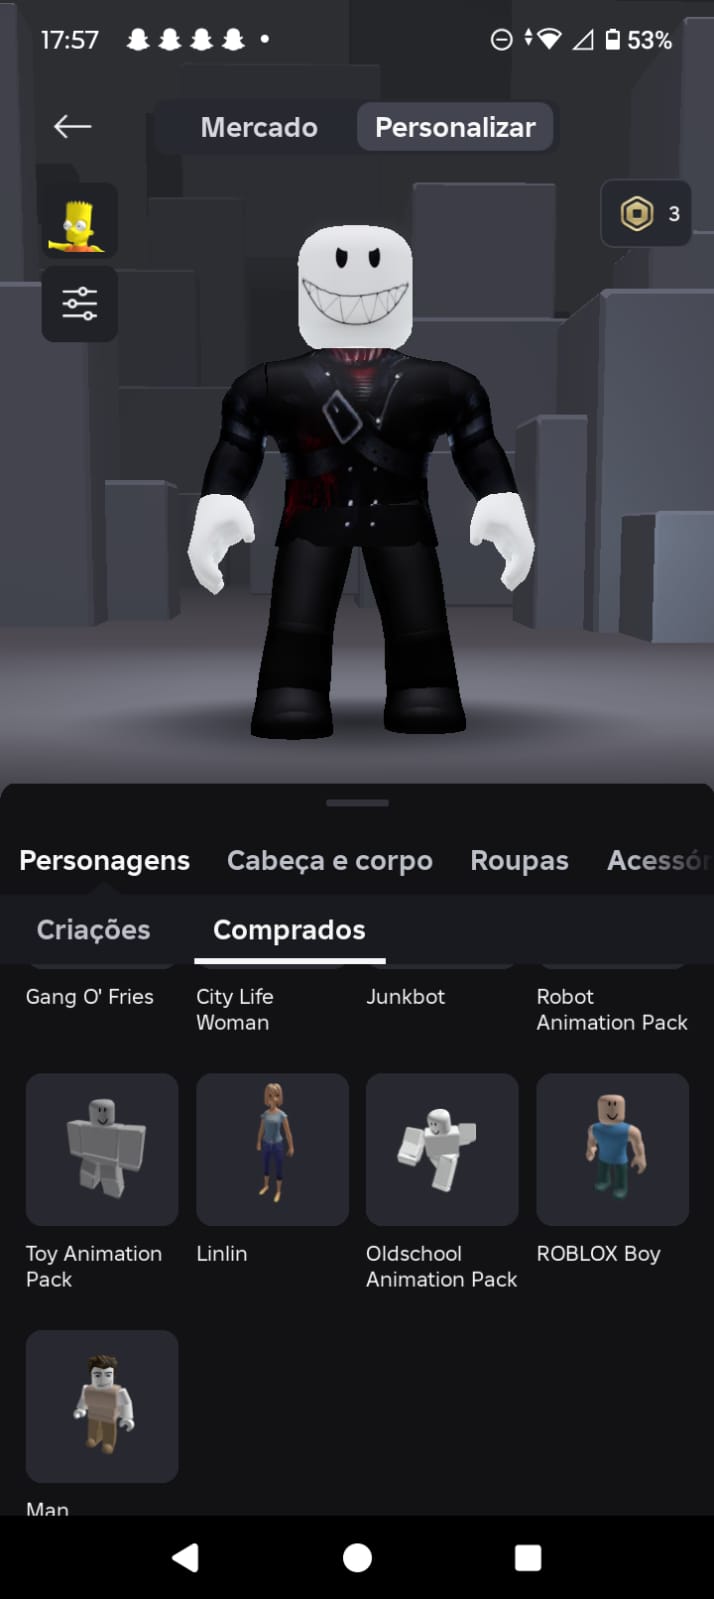 17:57
53%
Mercado
Personalizar
3
Personagens
Cabeça e corpo
Roupas
Acessór
Criações
Comprados
Gang O' Fries
City Life
Woman
Junkbot
Robot
Animation Pack
Toy Animation
Pack
Linlin
Oldschool
Animation Pack
ROBLOX Boy
Man